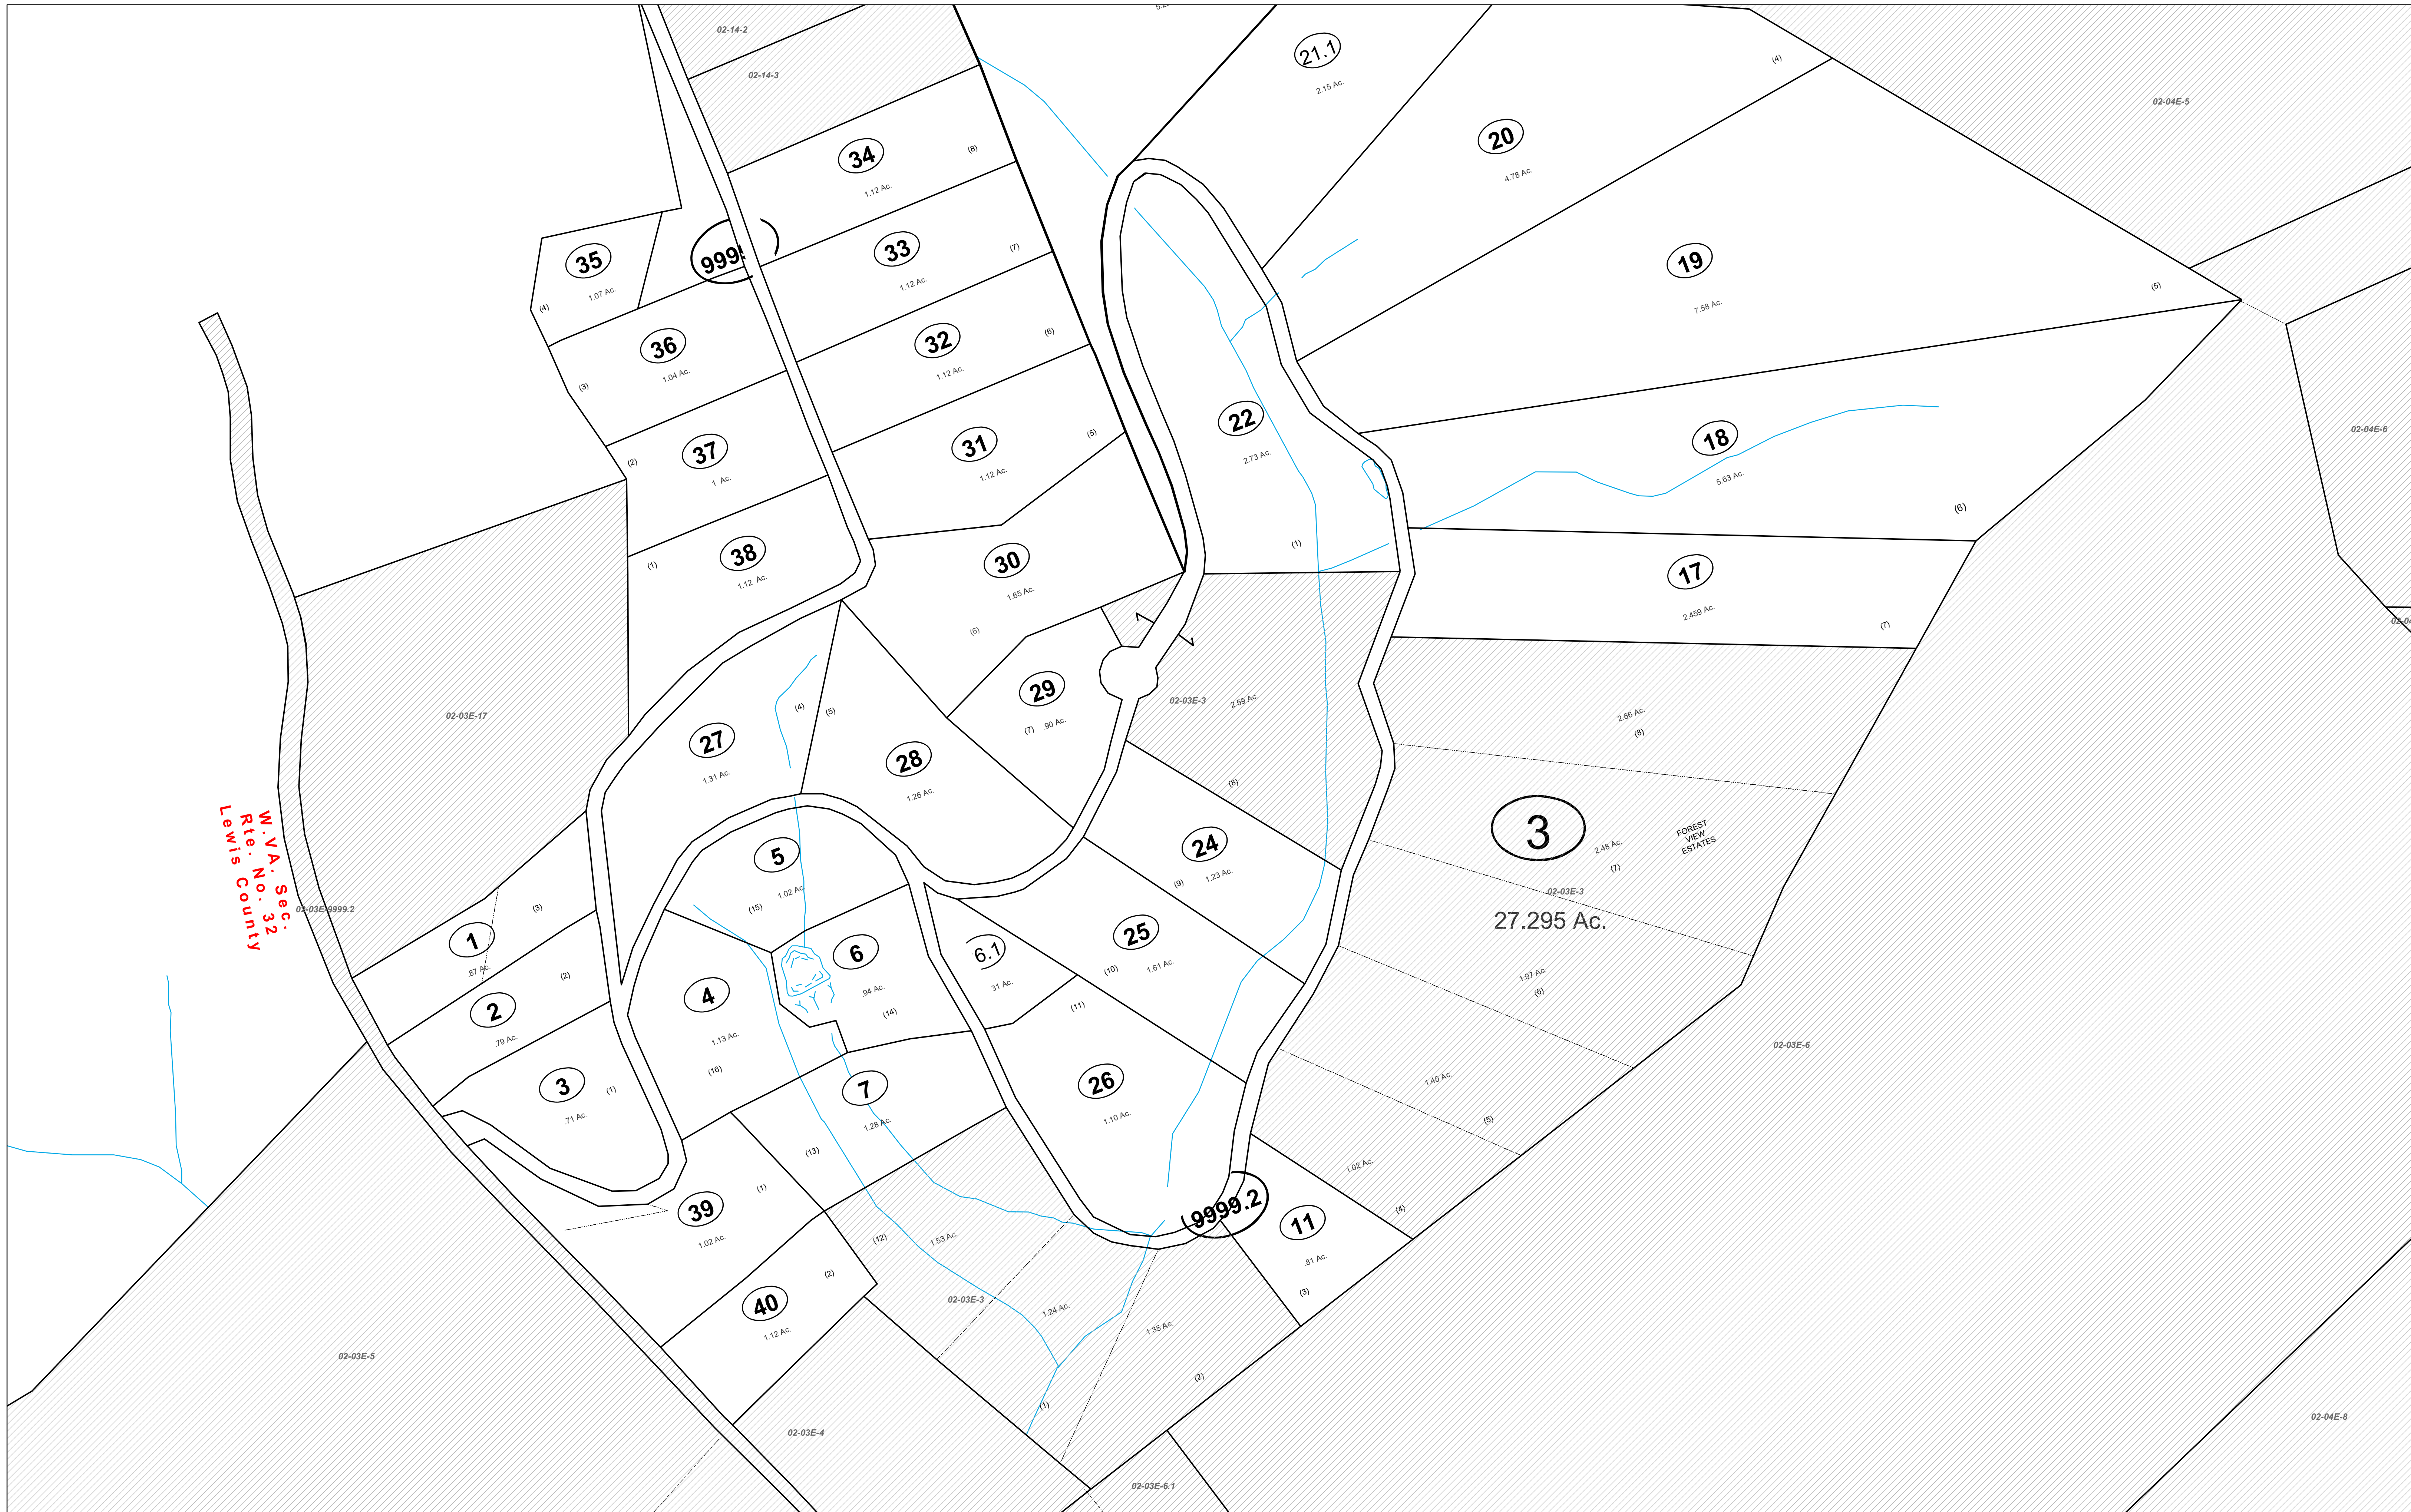 02-14-2
02-14-3
21.1
2.15 Ac.
(4)
20
4.78 Ac.
02-04E-5
34
(8)
1.12 Ac.
35
1.07 Ac.
(4)
33
(7)
1.12 Ac.
19
7.58 Ac.
(5)
36
1.04 Ac.
(3)
32
(6)
1.12 Ac.
37
1 Ac.
(2)
31
(5)
1.12 Ac.
22
2.73 Ac.
(1)
18
5.63 Ac.
(6)
02-04E-6
38
1.12 Ac.
(1)
30
1.65 Ac.
(6)
17
2.459 Ac.
(7)
02-03E-17
29
(7) .90 Ac.
02-03E-3
2.59 Ac.
(8)
2.66 Ac.
(8)
27
1.31 Ac.
(4)
(5)
28
1.26 Ac.
3
FOREST
VIEW
ESTATES
2.48 Ac.
(7)
02-03E-3
27.295 Ac.
W.VA. Sec.
Rte. No. 32
Lewis County
02-03E-9999.2
5
1.02 Ac.
(15)
24
(9) 1.23 Ac.
1
.87 Ac.
(3)
6
.94 Ac.
(14)
6.1
31 Ac.
25
(10) 1.61 Ac.
(11)
1.97 Ac.
(6)
2
.79 Ac.
(2)
4
1.13 Ac.
(16)
02-03E-6
3
.71 Ac.
(1)
7
1.28 Ac.
(13)
26
1.10 Ac.
1.40 Ac.
(5)
1.02 Ac.
(4)
39
1.02 Ac.
(1)
9999.2
11
.81 Ac.
(3)
(12)
1.53 Ac.
40
1.12 Ac.
(2)
02-03E-3
1.24 Ac.
1.35 Ac.
(2)
(1)
02-03E-5
02-03E-4
02-03E-6.1
02-04E-8